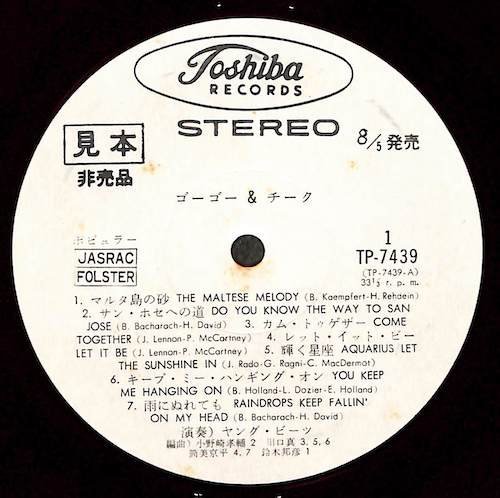 Toshiba
RECORDS
STEREO
見本
8/5 発売
非売品
ゴーゴー & チーク
ポピュラー
1
JASRAC
TP-7439
FOLSTER
(TP-7439-A)
33⅓ r. p. m.
1. マルタ島の砂 THE MALTESE MELODY (B. Kaempfert-H. Rehaein)
2. サン・ホセへの道 DO YOU KNOW THE WAY TO SAN
JOSE (B. Bacharach-H. David) 3. カム・トゥゲザー COME
TOGETHER (J. Lennon-P. McCartney) 4. レット・イット・ビー
LET IT BE (J. Lennon-P. McCartney) 5. 輝く星座 AQUARIUS LET
THE SUNSHINE IN (J. Rado-G. Ragni-C. MacDermot)
6. キープ・ミー・ハンギング・オン YOU KEEP
ME HANGING ON (B. Holland-L. Dozier-E. Holland)
7. 雨にぬれても RAINDROPS KEEP FALLIN'
ON MY HEAD (B. Bacharach-H. David)
演奏) ヤング・ビーツ
編曲) 小野崎孝輔 2 川口真 3. 5. 6
筒美京平 4. 7 鈴木邦彦 1